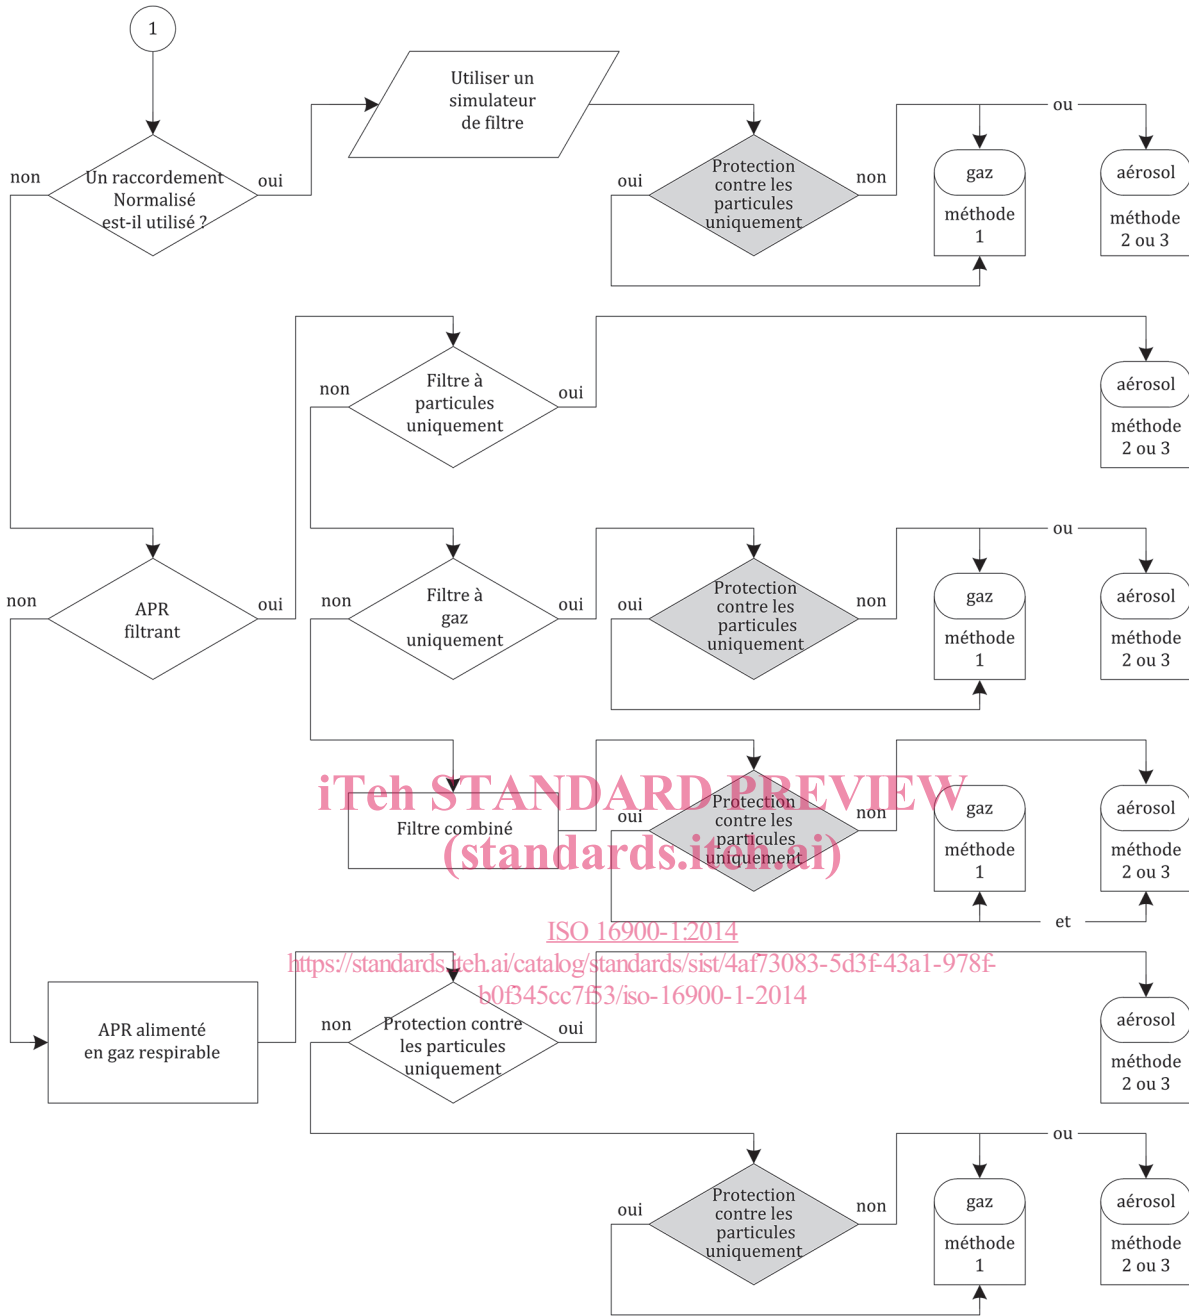 1
Utiliser un
simulateur
de filtre
ou
Un raccordement
Normalisé
est-il utilisé ?
non
oui
Protection
contre les
particules
uniquement
oui
non
gaz
méthode
1
aérosol
méthode
2 ou 3
Filtre à
particules
uniquement
non
oui
aérosol
méthode
2 ou 3
ou
APR
filtrant
non
oui
Filtre à
gaz
uniquement
non
oui
Protection
contre les
particules
uniquement
oui
non
gaz
méthode
1
aérosol
méthode
2 ou 3
iTeh STANDARD PREVIEW
(standards.iteh.ai)
Filtre combiné
Protection
contre les
particules
uniquement
oui
non
gaz
méthode
1
aérosol
méthode
2 ou 3
et
ISO 16900-1:2014
https://standards.iteh.ai/catalog/standards/sist/4af73083-5d3f-43a1-978f-
b0f345cc7f53/iso-16900-1-2014
APR alimenté
en gaz respirable
non
Protection contre
les particules
uniquement
oui
aérosol
méthode
2 ou 3
ou
Protection
contre les
particules
uniquement
oui
non
gaz
méthode
1
aérosol
méthode
2 ou 3